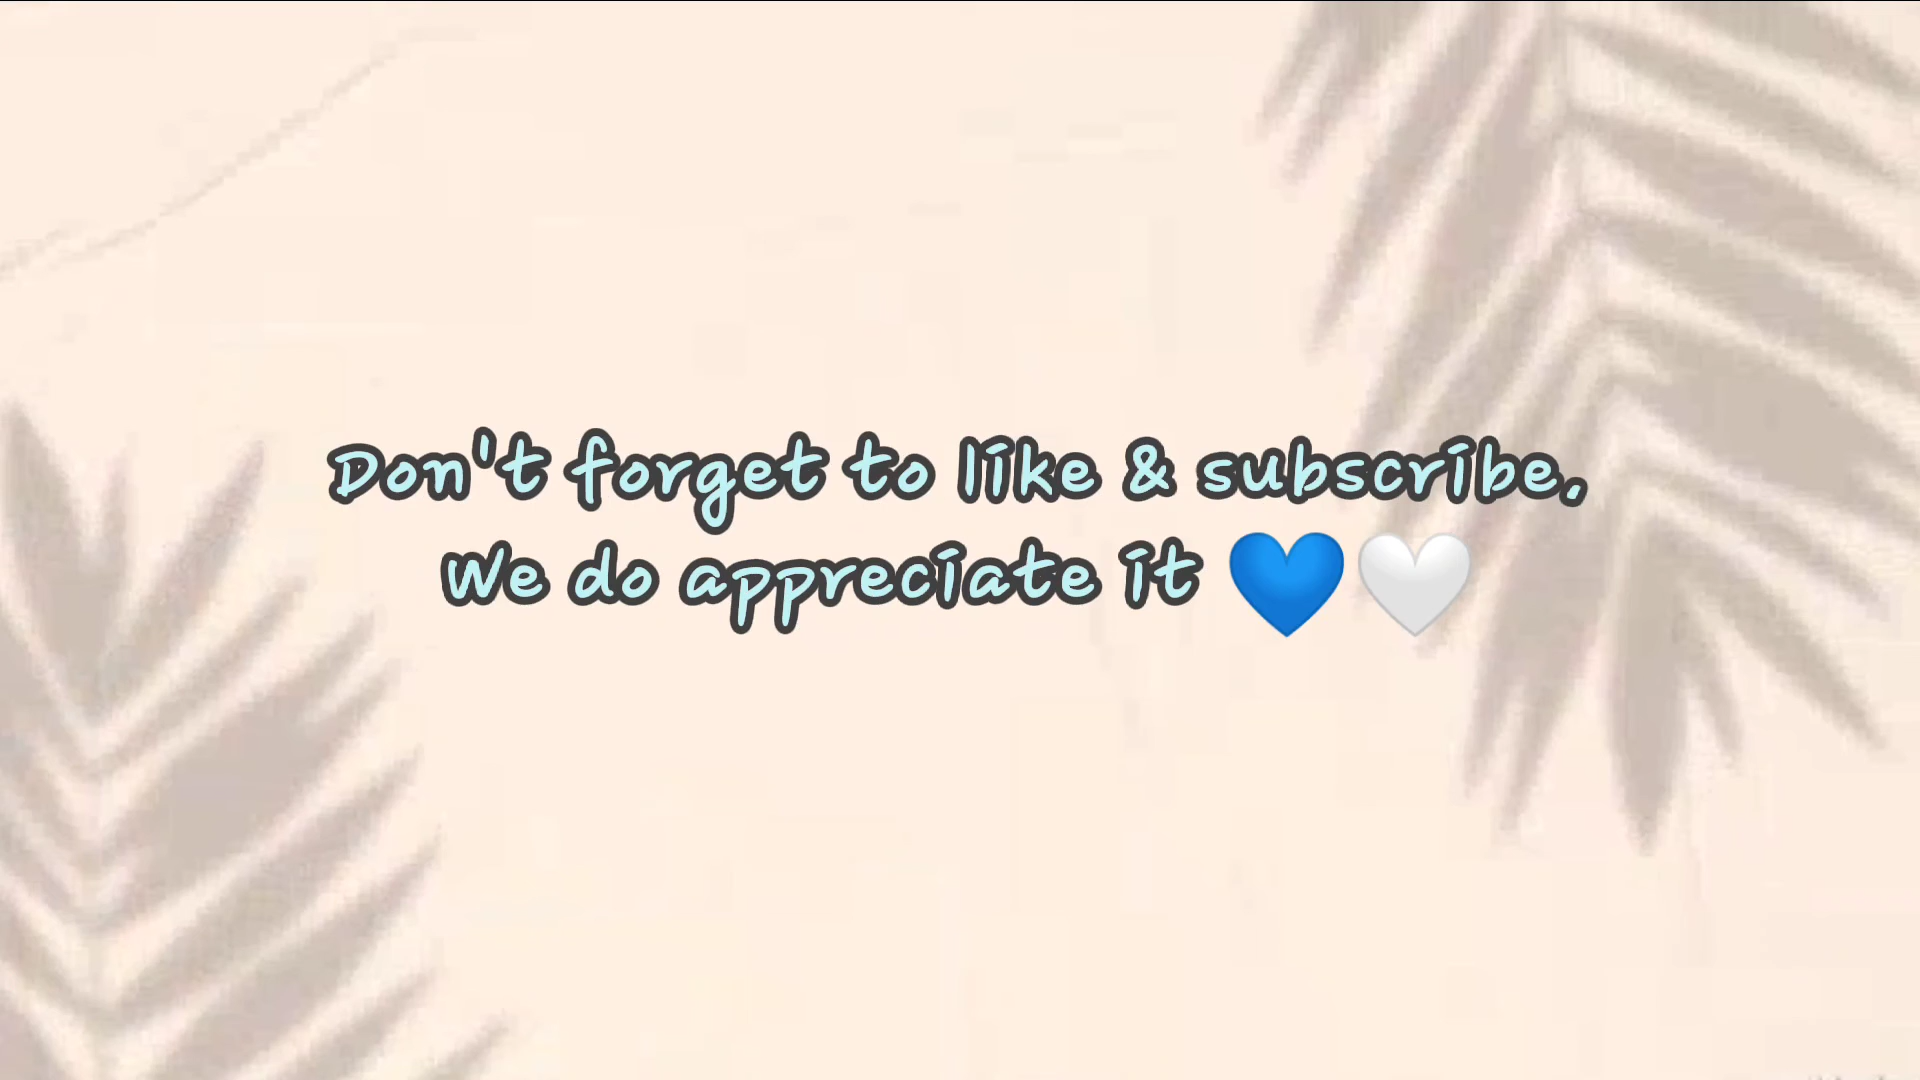 Don't forget to like & subscribe,
We do appreciate it 💙🤍